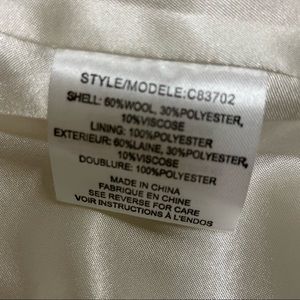 STYLE/MODELE:C83702
SHELL: 60%WOOL, 30%POLYESTER,
10%VISCOSE
LINING: 100%POLYESTER
EXTERIEUR: 60%LAINE, 30%POLYESTER,
10%VISCOSE
DOUBLURE: 100%POLYESTER
MADE IN CHINA
FABRIQUE EN CHINE
SEE REVERSE FOR CARE
VOIR INSTRUCTIONS À L'ENDOS